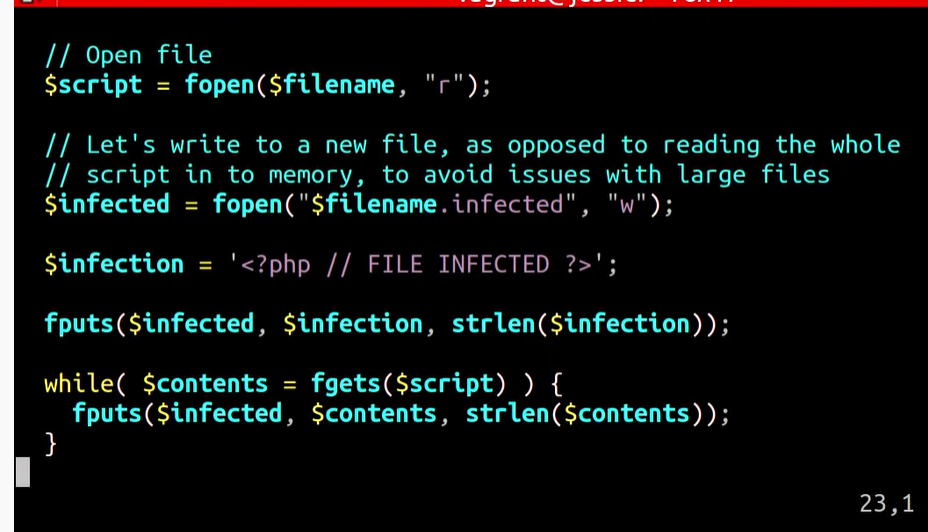 // Open file
$script = fopen($filename, "r");
// Let's write to a new file, as opposed to reading the whole
// script in to memory, to avoid issues with large files
$infected = fopen("$filename.infected", "w");
$infection = '<?php // FILE INFECTED ?>';
fputs($infected, $infection, strlen($infection));
while( $contents = fgets($script) ) {
  fputs($infected, $contents, strlen($contents));
}
23,1